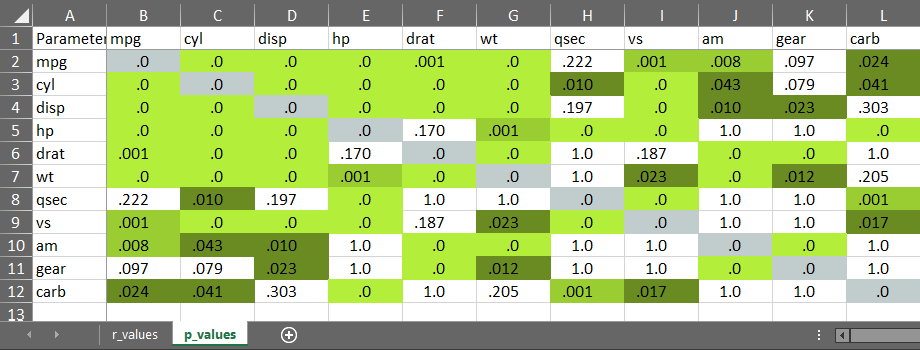 A B C D E F G H I J K L
1 Parameter mpg cyl disp hp drat wt qsec vs am gear carb
2 mpg .0 .0 .0 .0 .001 .0 .222 .001 .008 .097 .024
3 cyl .0 .0 .0 .0 .0 .0 .010 .0 .043 .079 .041
4 disp .0 .0 .0 .0 .0 .0 .197 .0 .010 .023 .303
5 hp .0 .0 .0 .0 .170 .001 .0 .0 1.0 1.0 .0
6 drat .001 .0 .0 .170 .0 .0 1.0 .187 .0 .0 1.0
7 wt .0 .0 .0 .001 .0 .0 1.0 .023 .0 .012 .205
8 qsec .222 .010 .197 .0 1.0 1.0 .0 .0 1.0 1.0 .001
9 vs .001 .0 .0 .0 .187 .023 .0 .0 1.0 1.0 .017
10 am .008 .043 .010 1.0 .0 .0 1.0 1.0 .0 .0 1.0
11 gear .097 .079 .023 1.0 .0 .012 1.0 1.0 .0 .0 1.0
12 carb .024 .041 .303 .0 1.0 .205 .001 .017 1.0 1.0 .0
13
r_values p_values